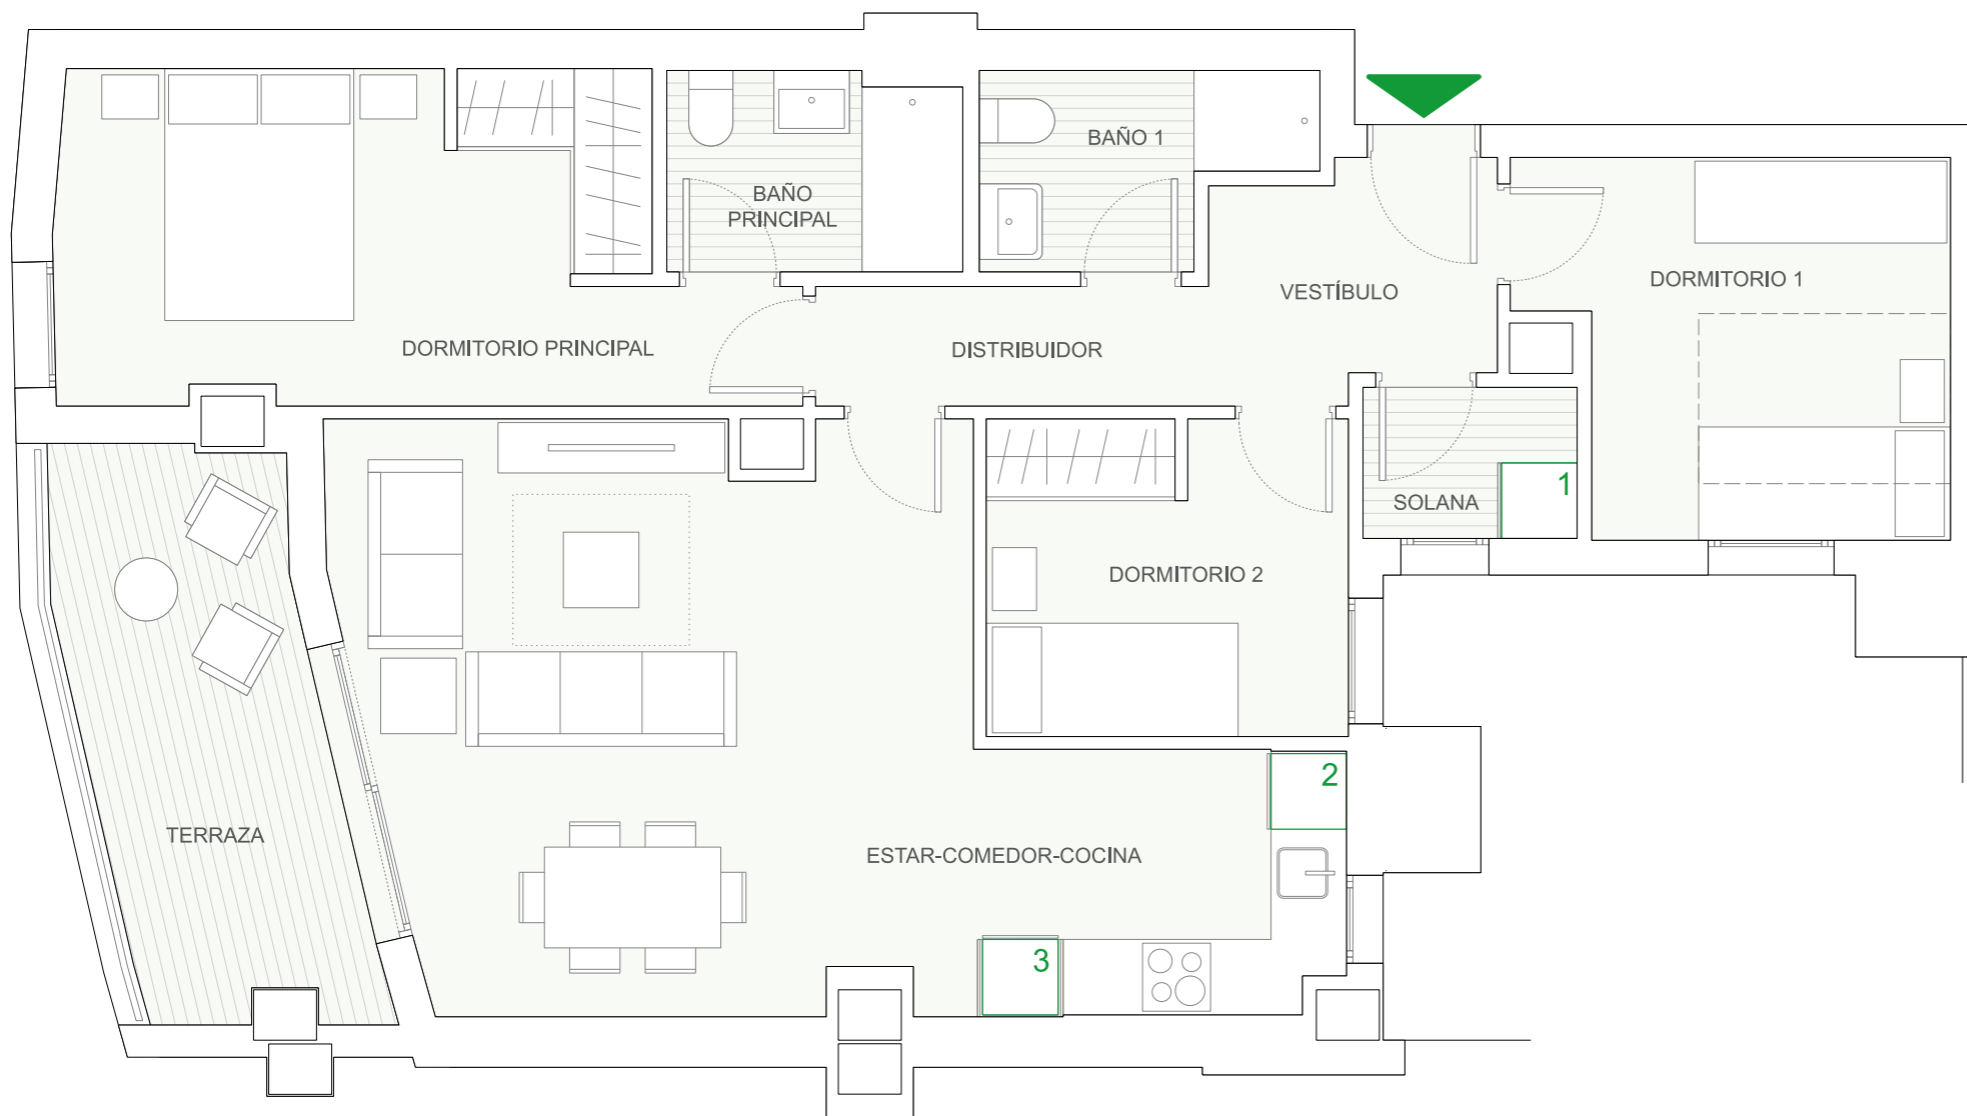 BAÑO 1
BAÑO
PRINCIPAL
VESTÍBULO
DORMITORIO 1
DORMITORIO PRINCIPAL
DISTRIBUIDOR
1
SOLANA
DORMITORIO 2
2
TERRAZA
ESTAR-COMEDOR-COCINA
3